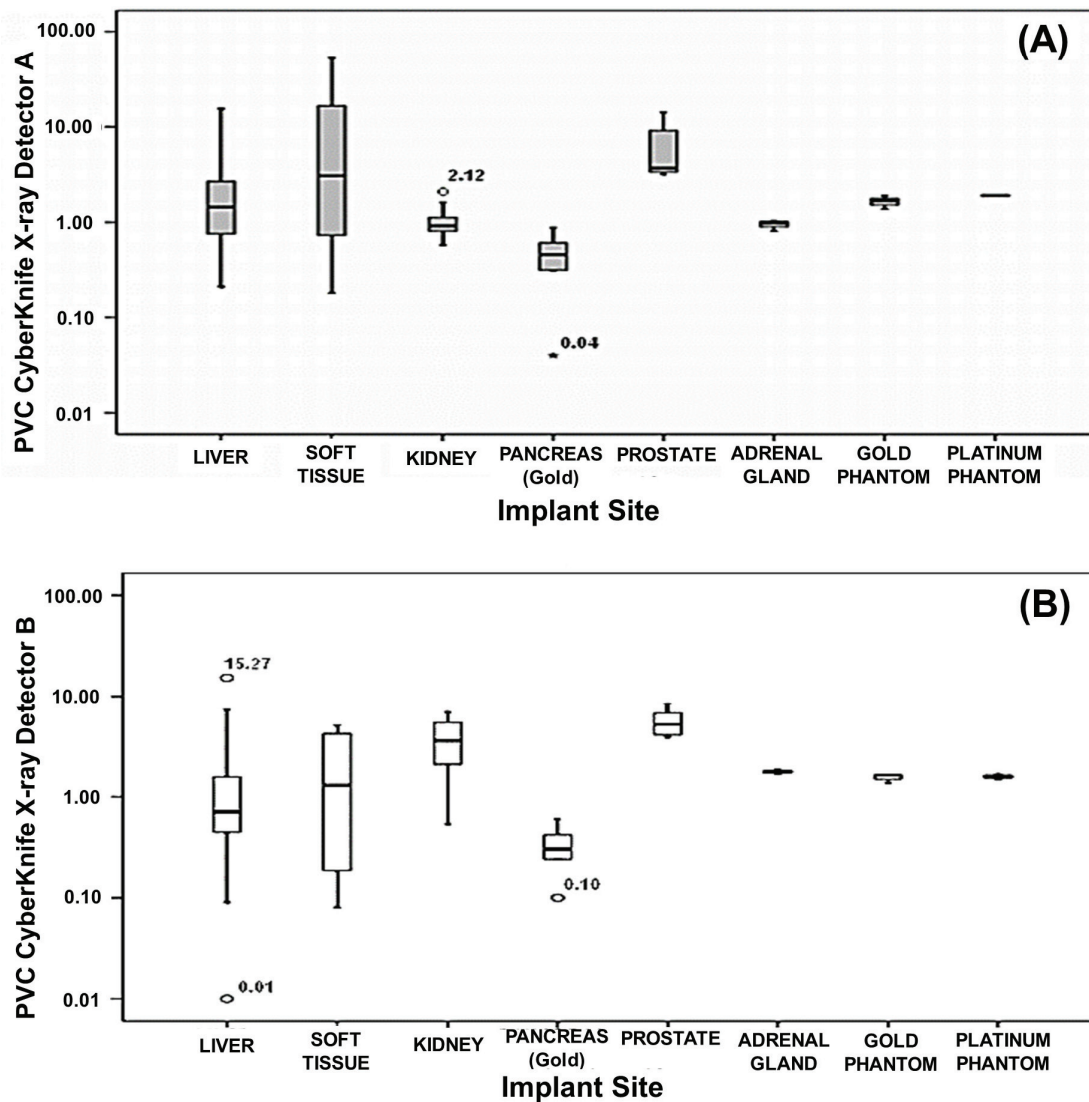 (A)
PVC CyberKnife X-ray Detector A
100.00
10.00
1.00
0.10
0.01
2.12
0.04
LIVER
SOFT
TISSUE
KIDNEY
PANCREAS
(Gold)
PROSTATE
ADRENAL
GLAND
GOLD
PHANTOM
PLATINUM
PHANTOM
Implant Site
(B)
PVC CyberKnife X-ray Detector B
100.00
10.00
1.00
0.10
0.01
15.27
0.10
0.01
LIVER
SOFT
TISSUE
KIDNEY
PANCREAS
(Gold)
PROSTATE
ADRENAL
GLAND
GOLD
PHANTOM
PLATINUM
PHANTOM
Implant Site